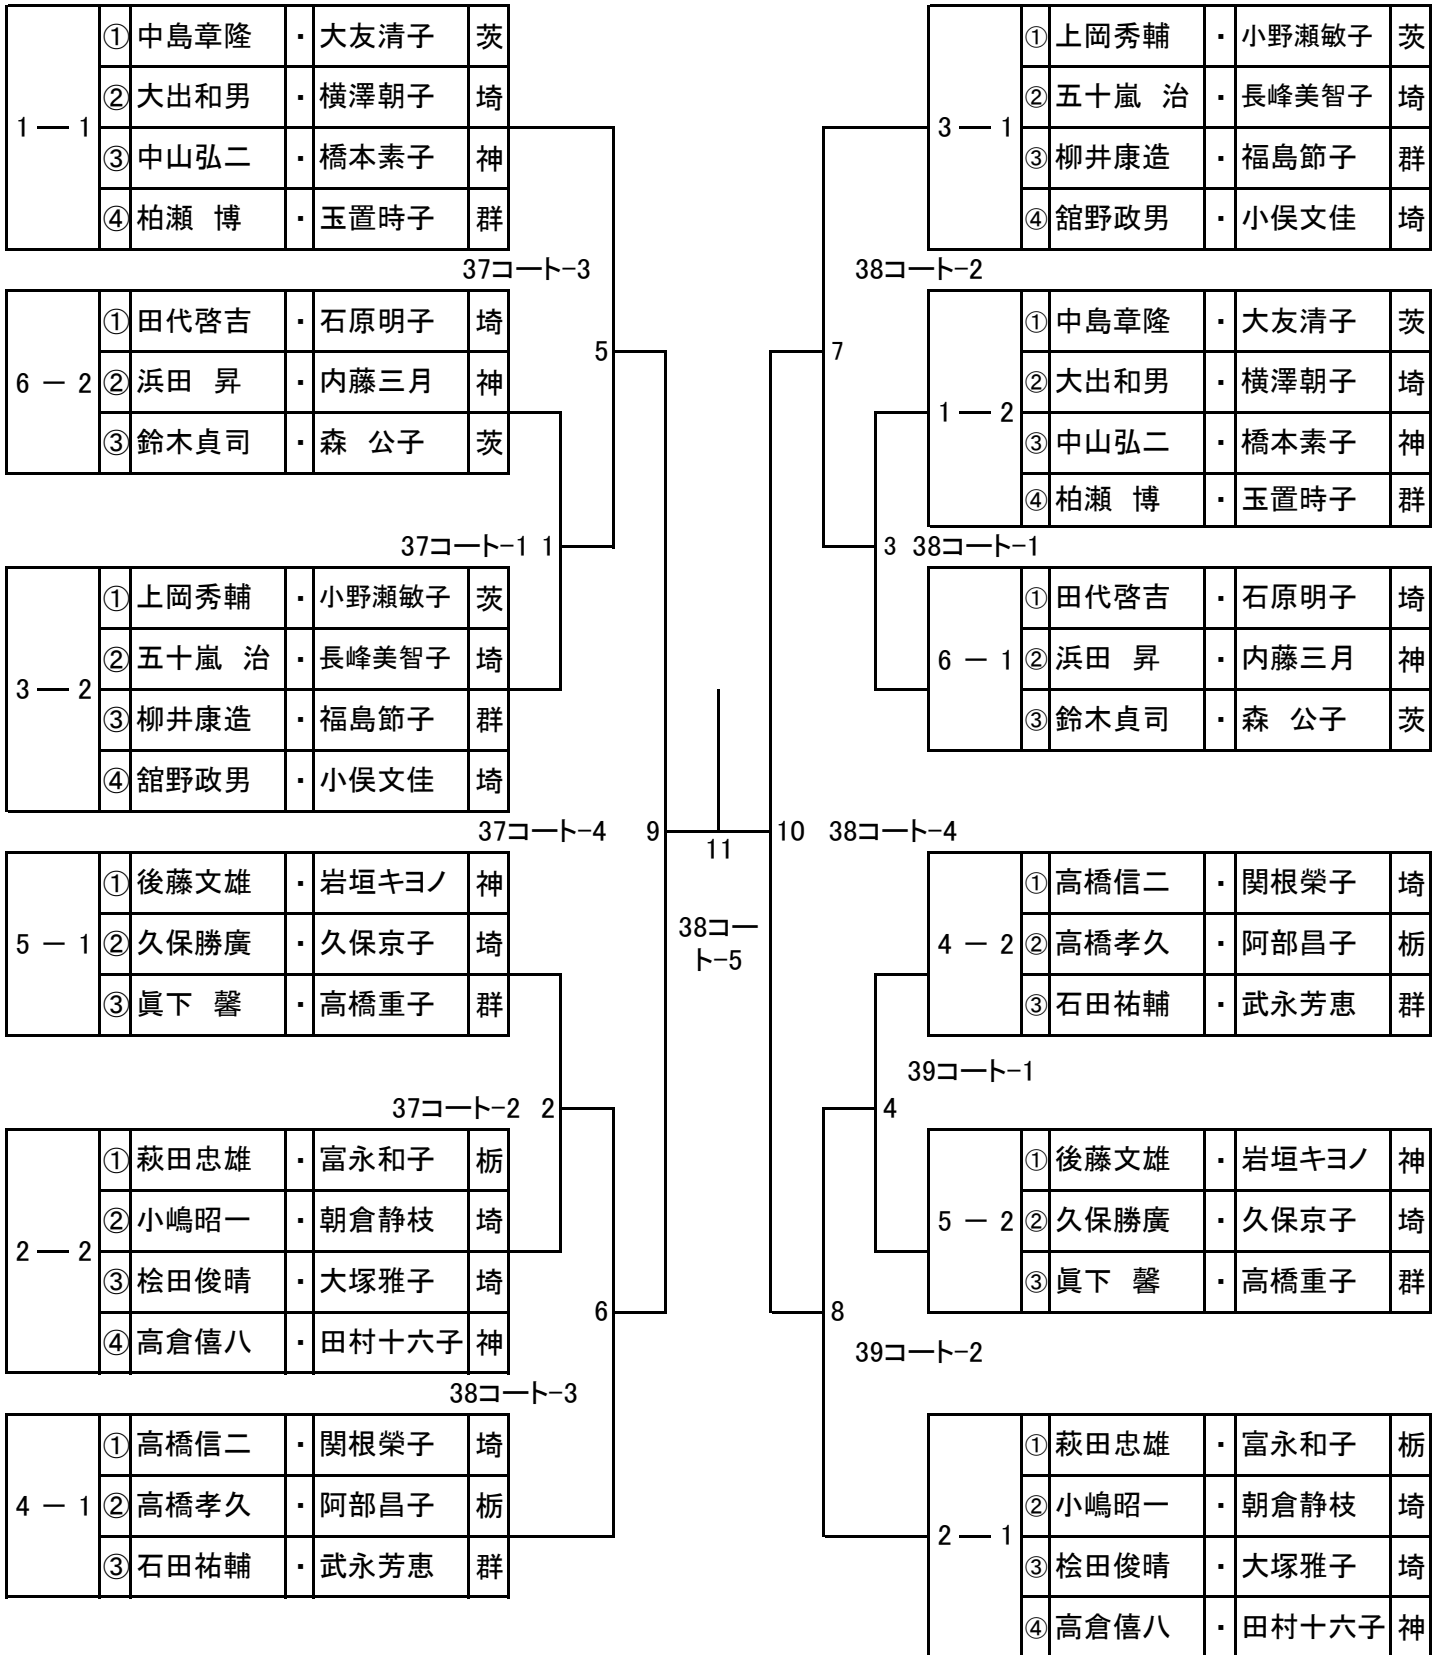 1 ― 1
① 中島章隆 ・ 大友清子 茨
② 大出和男 ・ 横澤朝子 埼
③ 中山弘二 ・ 橋本素子 神
④ 柏瀬 博 ・ 玉置時子 群
37コート-3
5
6 － 2
① 田代啓吉 ・ 石原明子 埼
② 浜田 昇 ・ 内藤三月 神
③ 鈴木貞司 ・ 森 公子 茨
37コート-1 1
3 ― 2
① 上岡秀輔 ・ 小野瀬敏子 茨
② 五十嵐 治 ・ 長峰美智子 埼
③ 柳井康造 ・ 福島節子 群
④ 舘野政男 ・ 小俣文佳 埼
37コート-4 9
5 － 1
① 後藤文雄 ・ 岩垣キヨノ 神
② 久保勝廣 ・ 久保京子 埼
③ 眞下 馨 ・ 高橋重子 群
37コート-2 2
2 ― 2
① 萩田忠雄 ・ 富永和子 栃
② 小嶋昭一 ・ 朝倉静枝 埼
③ 桧田俊晴 ・ 大塚雅子 埼
④ 高倉僖八 ・ 田村十六子 神
6
38コート-3
4 － 1
① 高橋信二 ・ 関根榮子 埼
② 高橋孝久 ・ 阿部昌子 栃
③ 石田祐輔 ・ 武永芳恵 群
11
38コー
ト-5
3 ― 1
① 上岡秀輔 ・ 小野瀬敏子 茨
② 五十嵐 治 ・ 長峰美智子 埼
③ 柳井康造 ・ 福島節子 群
④ 舘野政男 ・ 小俣文佳 埼
38コート-2
7
1 ― 2
① 中島章隆 ・ 大友清子 茨
② 大出和男 ・ 横澤朝子 埼
③ 中山弘二 ・ 橋本素子 神
④ 柏瀬 博 ・ 玉置時子 群
3 38コート-1
6 － 1
① 田代啓吉 ・ 石原明子 埼
② 浜田 昇 ・ 内藤三月 神
③ 鈴木貞司 ・ 森 公子 茨
10 38コート-4
4 － 2
① 高橋信二 ・ 関根榮子 埼
② 高橋孝久 ・ 阿部昌子 栃
③ 石田祐輔 ・ 武永芳恵 群
39コート-1
4
5 － 2
① 後藤文雄 ・ 岩垣キヨノ 神
② 久保勝廣 ・ 久保京子 埼
③ 眞下 馨 ・ 高橋重子 群
8
39コート-2
2 ― 1
① 萩田忠雄 ・ 富永和子 栃
② 小嶋昭一 ・ 朝倉静枝 埼
③ 桧田俊晴 ・ 大塚雅子 埼
④ 高倉僖八 ・ 田村十六子 神